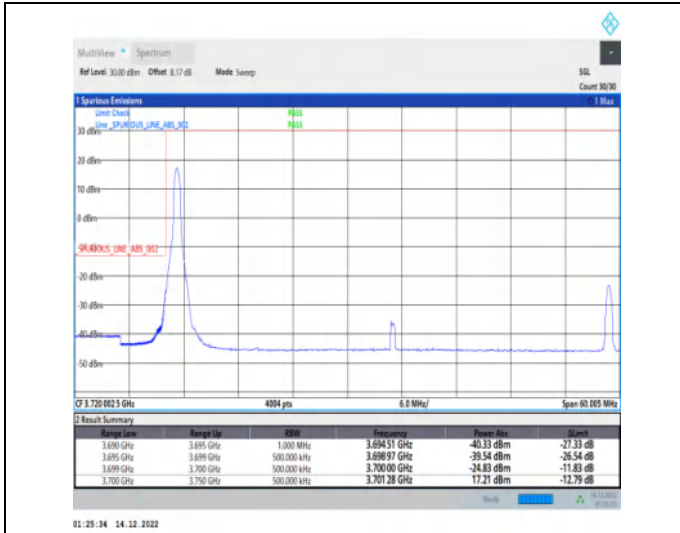 MultiView Spectrum
Ref Level 30.00 dBm Offset 8.17 dB Mode Sweep SGL
Count 30/30
1 Spurious Emissions 1 Max
Limit Check PASS
Line _SPURIOUS_LINE_ABS_002 PASS
30 dBm
20 dBm
10 dBm
0 dBm
-10 dBm
_SPURIOUS_LINE_ABS_002
-20 dBm
-30 dBm
-40 dBm
-50 dBm
CF 3.720 002 5 GHz 4004 pts 6.0 MHz/ Span 60.005 MHz
2 Result Summary
Range Low Range Up RBW Frequency Power Abs ΔLimit
3.690 GHz 3.695 GHz 1.000 MHz 3.694 51 GHz -40.33 dBm -27.33 dB
3.695 GHz 3.699 GHz 500.000 kHz 3.698 97 GHz -39.54 dBm -26.54 dB
3.699 GHz 3.700 GHz 500.000 kHz 3.700 00 GHz -24.83 dBm -11.83 dB
3.700 GHz 3.750 GHz 500.000 kHz 3.701 28 GHz 17.21 dBm -12.79 dB
Ready 14.12.2022
01:25:34 14.12.2022